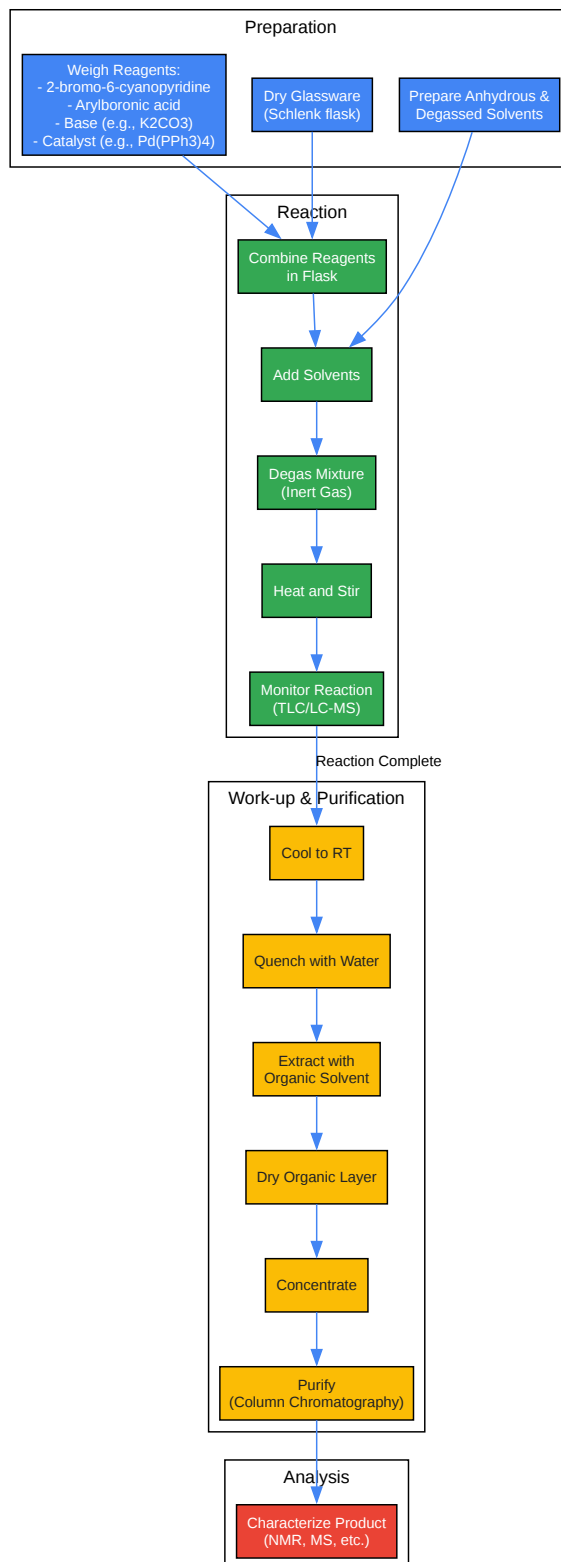 Preparation
Weigh Reagents:
- 2-bromo-6-cyanopyridine
- Arylboronic acid
- Base (e.g., K2CO3)
- Catalyst (e.g., Pd(PPh3)4)
Dry Glassware
(Schlenk flask)
Prepare Anhydrous &
Degassed Solvents
Reaction
Combine Reagents
in Flask
Add Solvents
Degas Mixture
(Inert Gas)
Heat and Stir
Monitor Reaction
(TLC/LC-MS)
Reaction Complete
Work-up & Purification
Cool to RT
Quench with Water
Extract with
Organic Solvent
Dry Organic Layer
Concentrate
Purify
(Column Chromatography)
Analysis
Characterize Product
(NMR, MS, etc.)